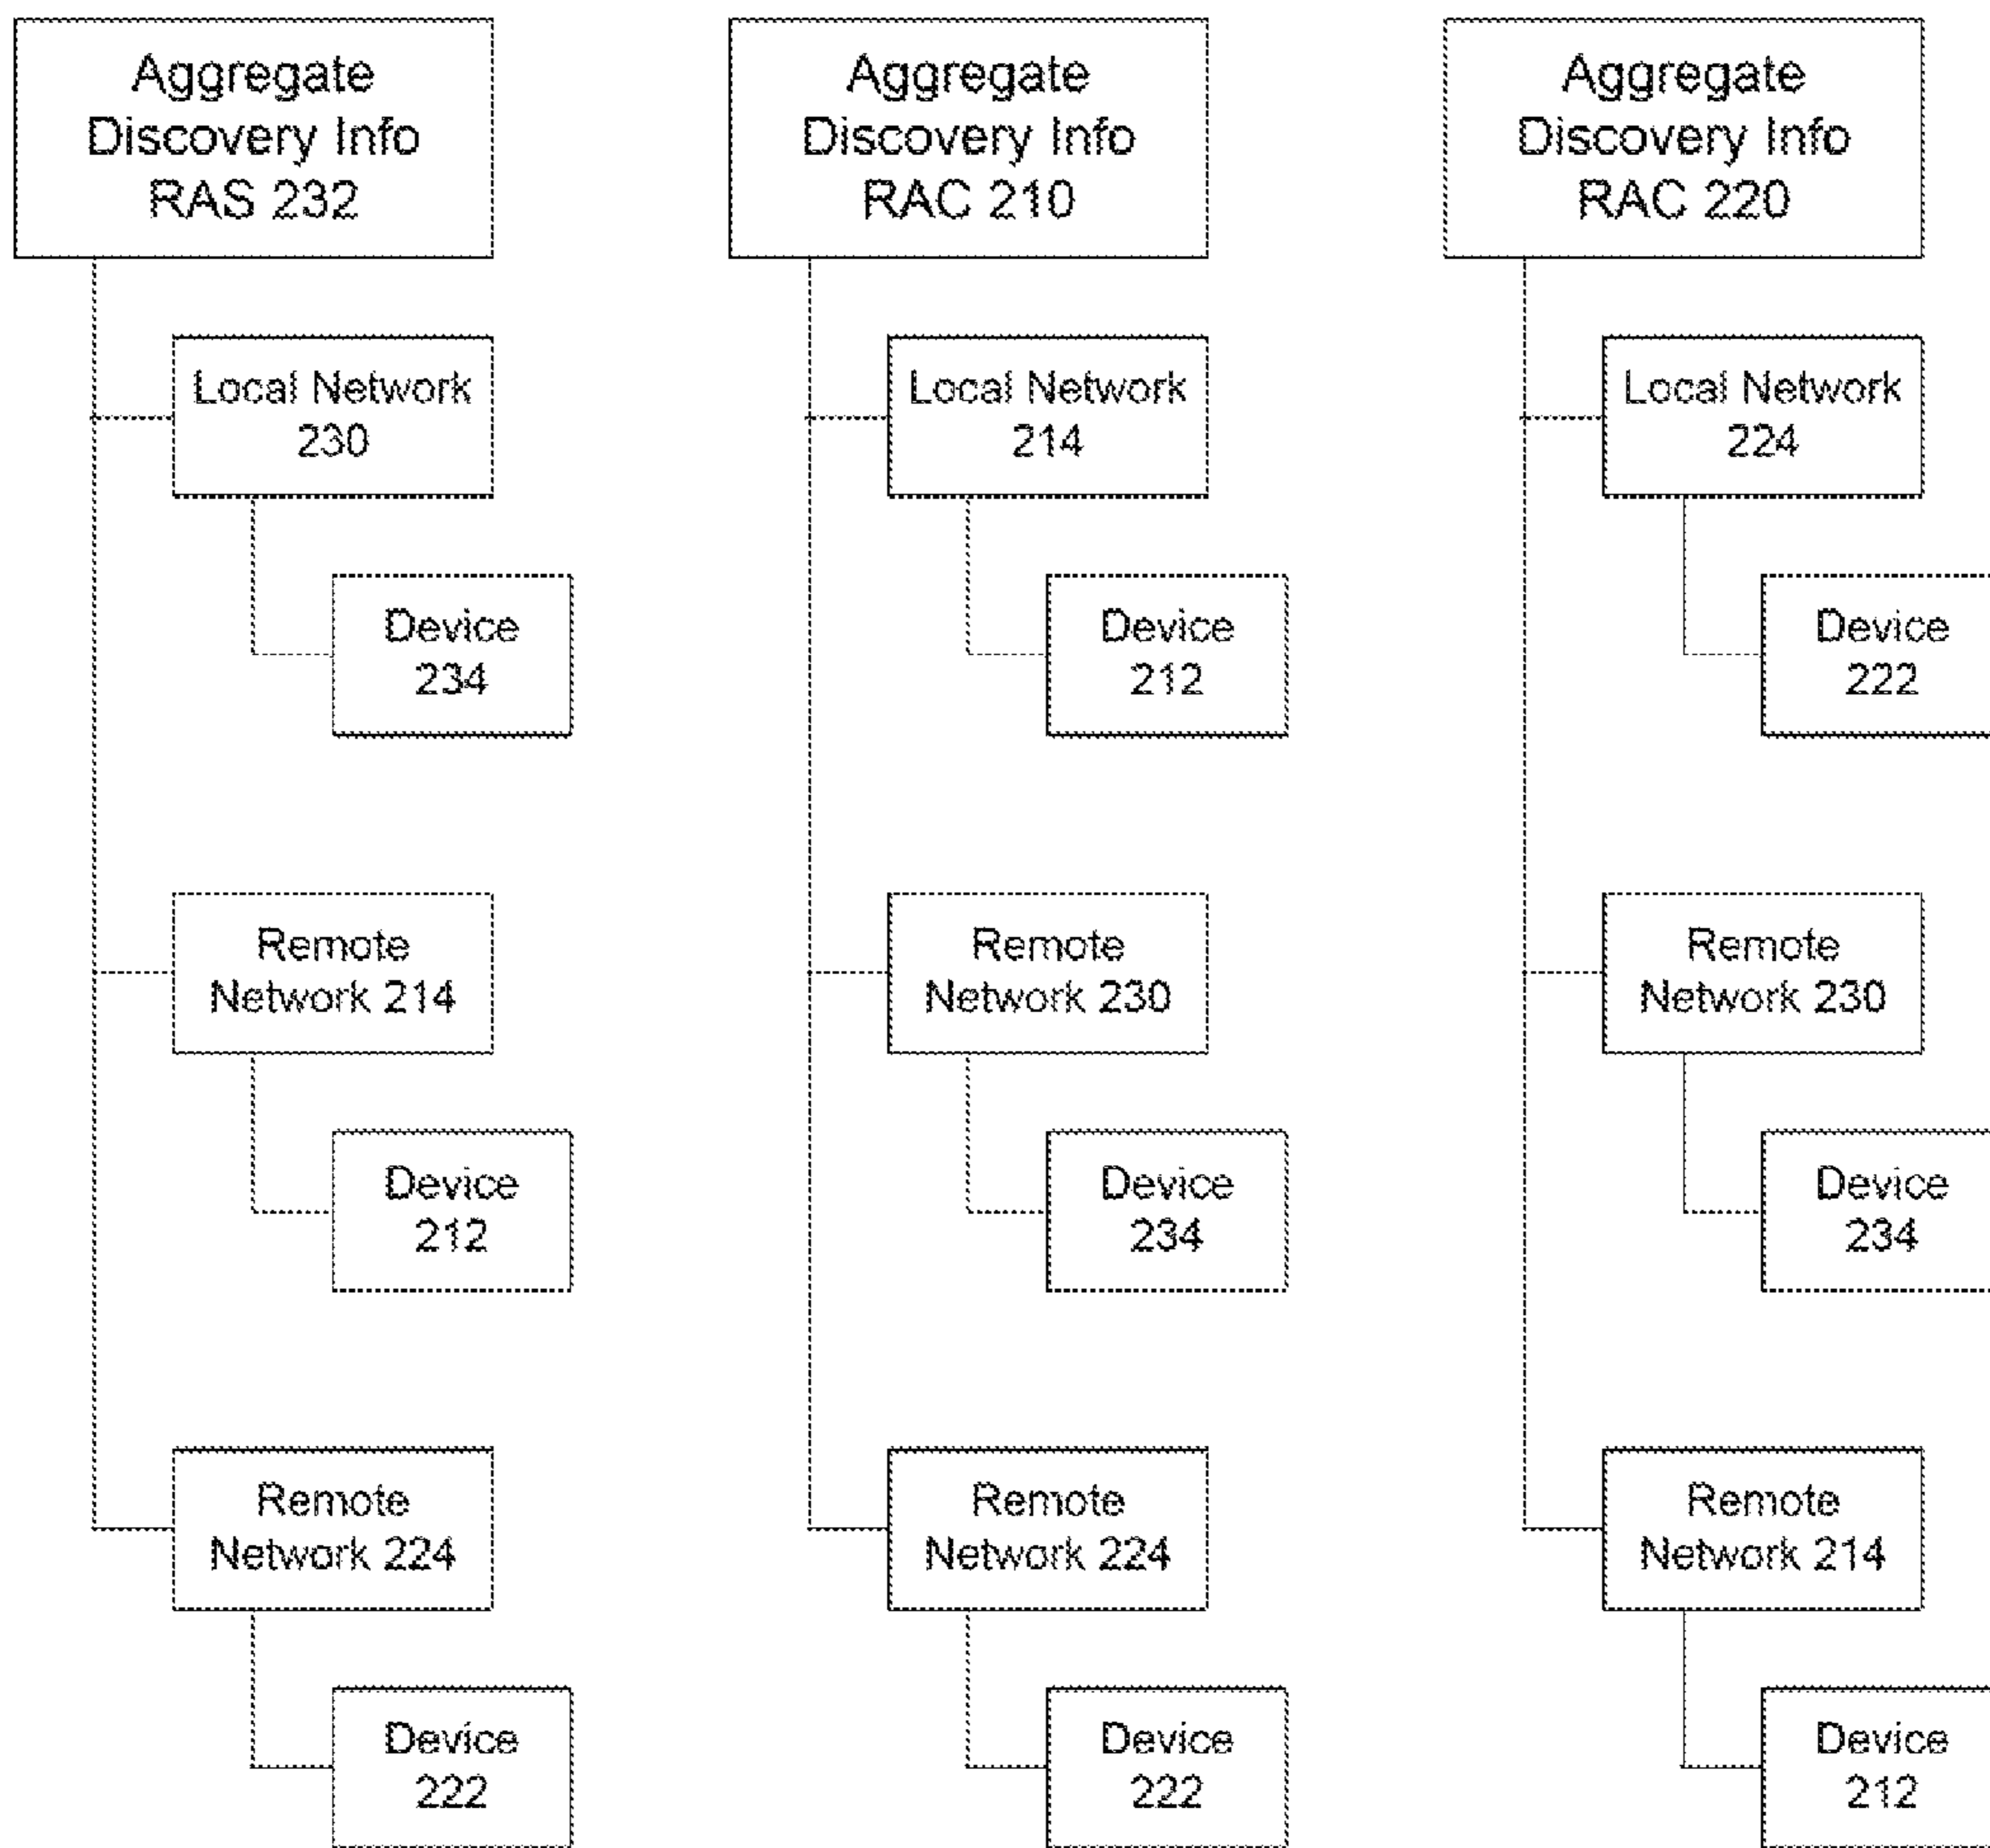 Aggregate
Discovery Info
RAS 232
Local Network
230
Device
234
Remote
Network 214
Device
212
Remote
Network 224
Device
222
Aggregate
Discovery Info
RAC 210
Local Network
214
Device
212
Remote
Network 230
Device
234
Remote
Network 224
Device
222
Aggregate
Discovery Info
RAC 220
Local Network
224
Device
222
Remote
Network 230
Device
234
Remote
Network 214
Device
212